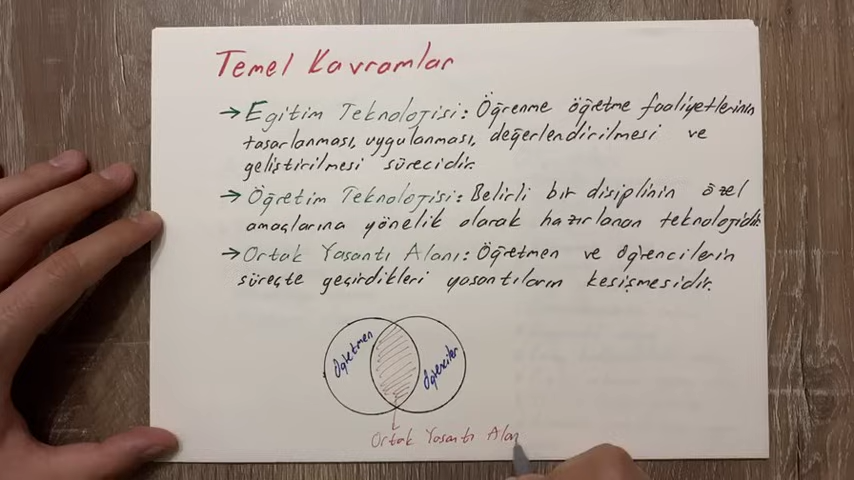 Temel Kavramlar
→ Eğitim Teknolojisi: Öğrenme öğretme faaliyetlerinin
tasarlanması, uygulanması, değerlendirilmesi ve
geliştirilmesi sürecidir.
→ Öğretim Teknolojisi: Belirli bir disiplinin özel
amaçlarına yönelik olarak hazırlanan teknolojidir.
→ Ortak Yaşantı Alanı: Öğretmen ve öğrencilerin
süreçte geçirdikleri yaşantıların kesişmesidir.
Öğretmen
Öğrenciler
Ortak Yaşantı Alan